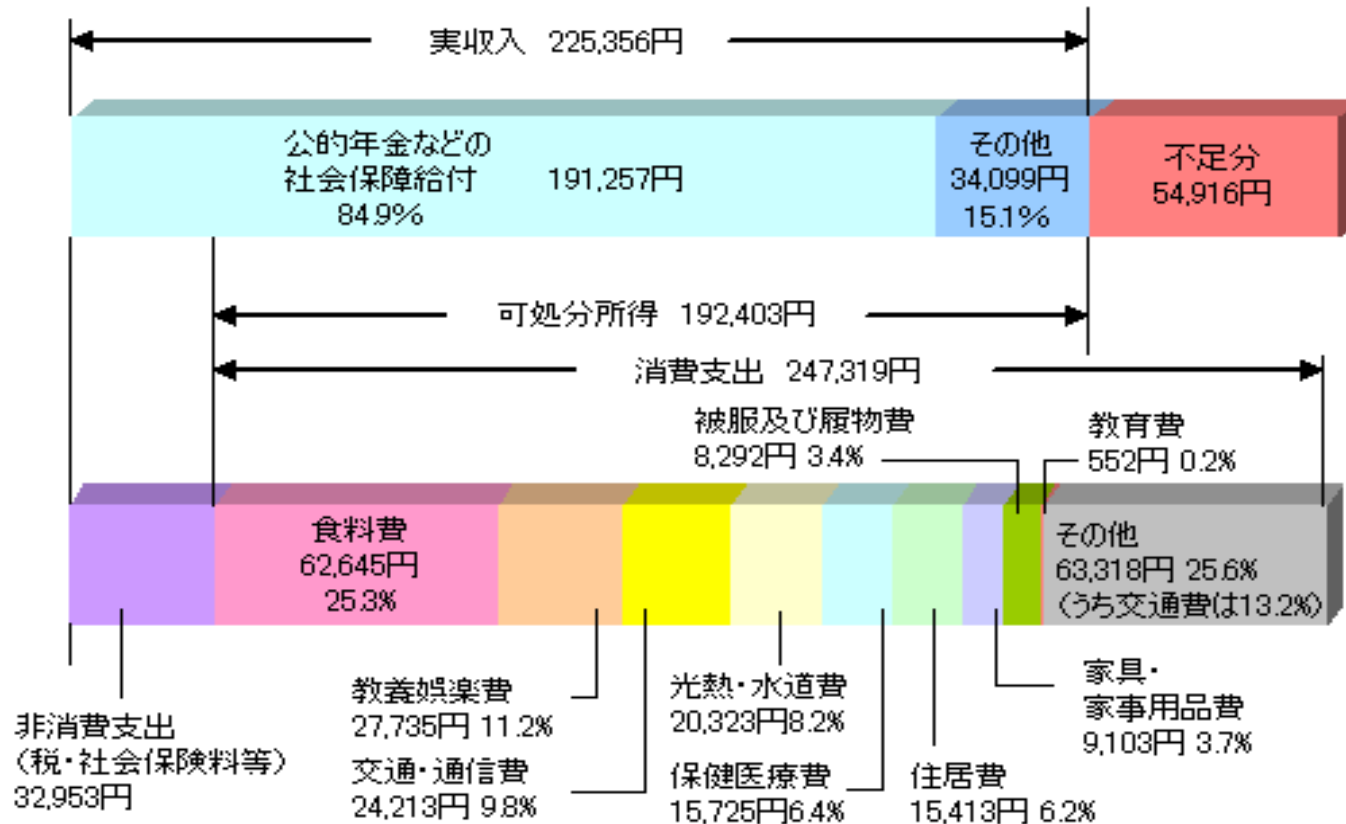 実収入 225,356円
公的年金などの
社会保障給付 191,257円
84.9%
その他
34,099円
15.1%
不足分
54,916円
可処分所得 192,403円
消費支出 247,319円
被服及び履物費
8,292円 3.4%
教育費
552円 0.2%
食料費
62,645円
25.3%
その他
63,318円 25.6%
(うち交通費は13.2%)
非消費支出
(税・社会保険料等)
32,953円
教養娯楽費
27,735円 11.2%
交通・通信費
24,213円 9.8%
光熱・水道費
20,323円8.2%
保健医療費
15,725円6.4%
住居費
15,413円 6.2%
家具・
家事用品費
9,103円 3.7%